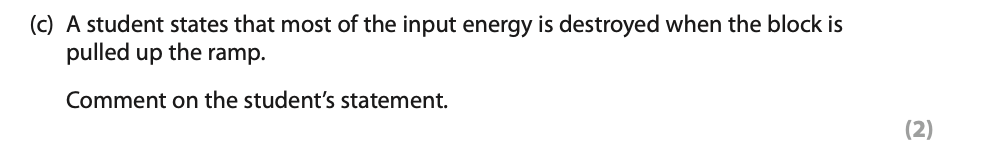 (c) A student states that most of the input energy is destroyed when the block is
pulled up the ramp.
Comment on the student’s statement.
(2)